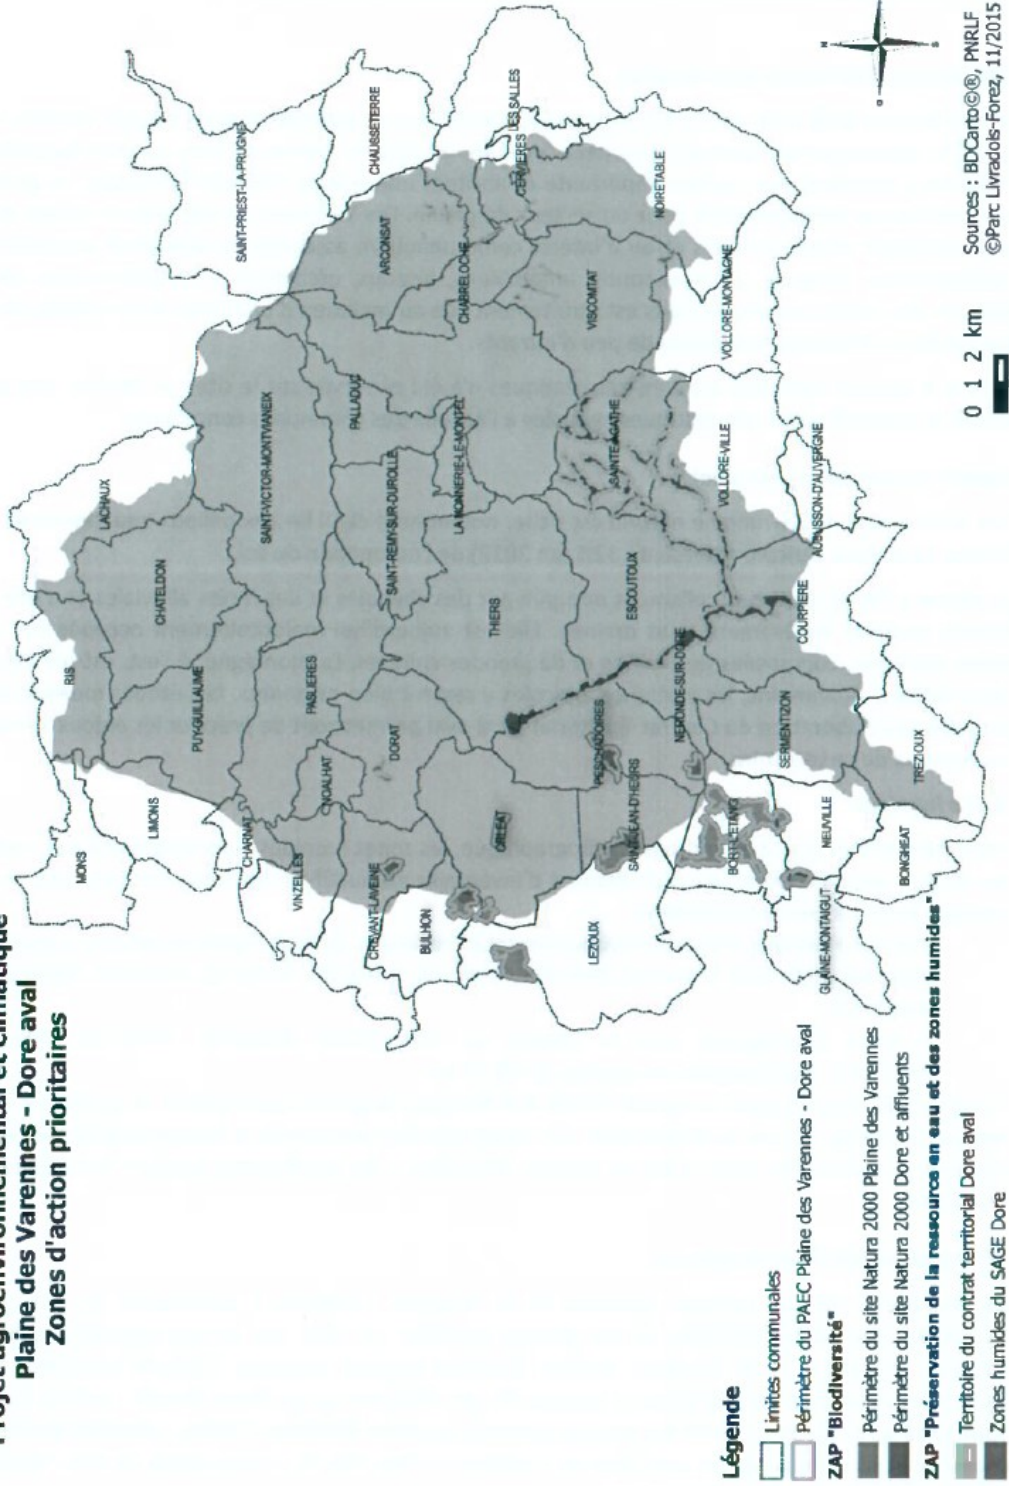 Projet agroenvironnemental et climatique
Plaine des Varennes - Dore aval
Zones d'action prioritaires
SAINT-PRIEST-LA-PRUGNE
CHAUSSETERRE
LACHAUX
ARCONSAT
CERVIERES
LES SALLES
RIS
CHATELDON
SAINT-VICTOR-MONTVIANEIX
PALLADUC
CHABRELOCHE
NOIRETABLE
MONS
PUY-GUILLAUME
SAINT-REMY-SUR-DUROLLE
LA MONNERIE-LE-MONTEL
VISCOMTAT
LIMONS
PASLIERES
THIERS
SAINTE-AGATHE
VOLLORE-MONTAGNE
CHARNAT
NOALHAT
DORAT
ESCOUTOUX
VOLLORE-VILLE
VINZELLES
PESCHADOIRES
NERONDE-SUR-DORE
AUBUSSON-D'AUVERGNE
CREVANT-LAVEINE
ORLEAT
COURPIERE
BULHON
SAINT-JEAN-D'HEURS
SERMENTIZON
LEZOUX
BORT-L'ETANG
NEUVILLE
TREZIOUX
GLAINE-MONTAIGUT
BONGHEAT
N
S
O
Légende
Limites communales
Périmètre du PAEC Plaine des Varennes - Dore aval
ZAP "Biodiversité"
Périmètre du site Natura 2000 Plaine des Varennes
Périmètre du site Natura 2000 Dore et affluents
ZAP "Préservation de la ressource en eau et des zones humides"
Territoire du contrat territorial Dore aval
Zones humides du SAGE Dore
0 1 2 km
Sources : BDCarto©®, PNRLF
©Parc Livradois-Forez, 11/2015